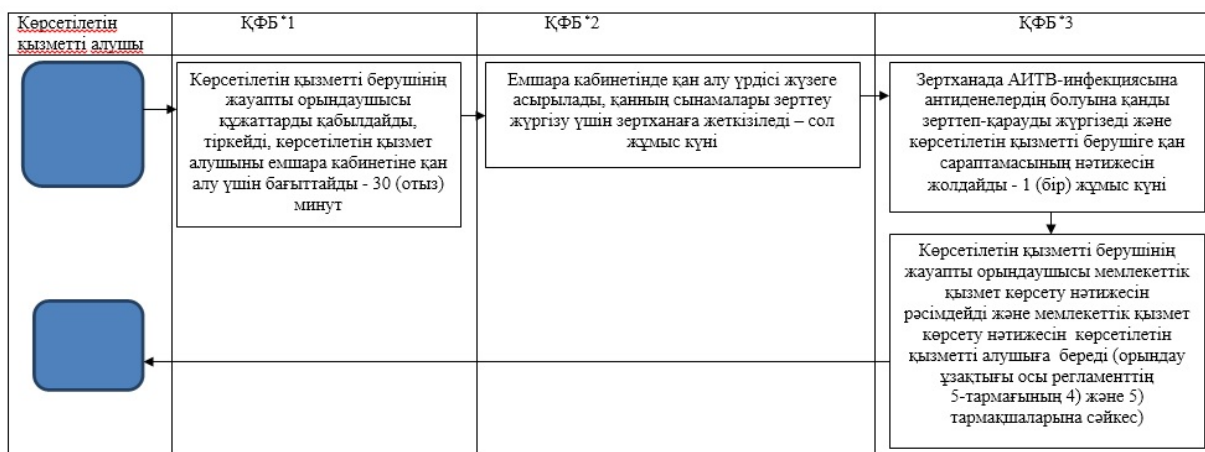 Көрсетілетін
қызметті алушы
ҚФБ*1
ҚФБ*2
ҚФБ*3
Көрсетілетін қызметті берушінің
жауапты орындаушысы
құжаттарды қабылдайды,
тіркейді, көрсетілетін қызмет
алушыны емшара кабинетіне қан
алу үшін бағыттайды - 30 (отыз)
минут
Емшара кабинетінде қан алу үрдісі жүзеге
асырылады, қанның сынамалары зерттеу
жүргізу үшін зертханаға жеткізіледі – сол
жұмыс күні
Зертханада АИТВ-инфекциясына
антиденелердің болуына қанды
зерттеп-қарауды жүргізеді және
көрсетілетін қызметті берушіге қан
сараптамасының нәтижесін
жолдайды - 1 (бір) жұмыс күні
Көрсетілетін қызметті берушінің
жауапты орындаушысы мемлекеттік
қызмет көрсету нәтижесін
рәсімдейді және мемлекеттік қызмет
көрсету нәтижесін көрсетілетін
қызметті алушыға береді (орындау
ұзақтығы осы регламенттің
5-тармағының 4) және 5)
тармақшаларына сәйкес)